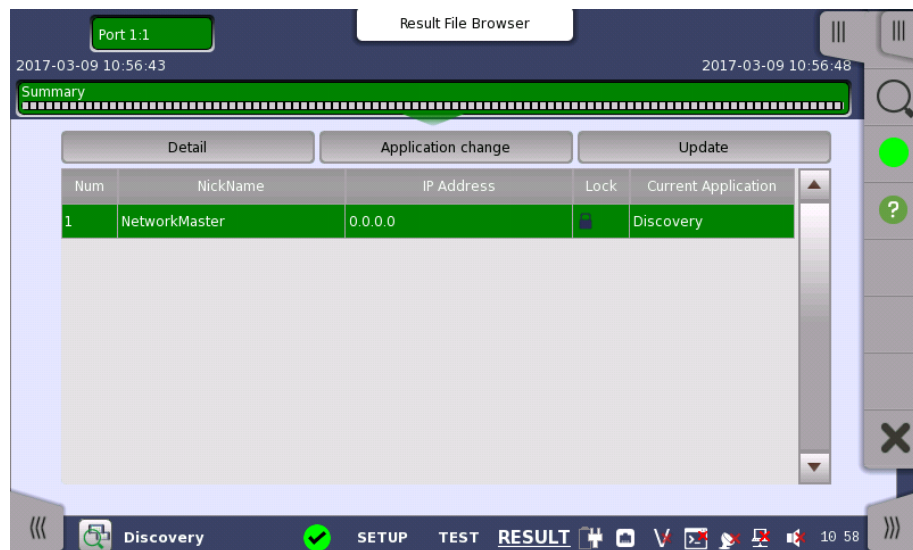 Port 1:1
Result File Browser
2017-03-09 10:56:43
2017-03-09 10:56:48
Summary
Detail
Application change
Update
Num NickName IP Address Lock Current Application
1 NetworkMaster 0.0.0.0 Discovery
?
Discovery
SETUP TEST RESULT
10 58